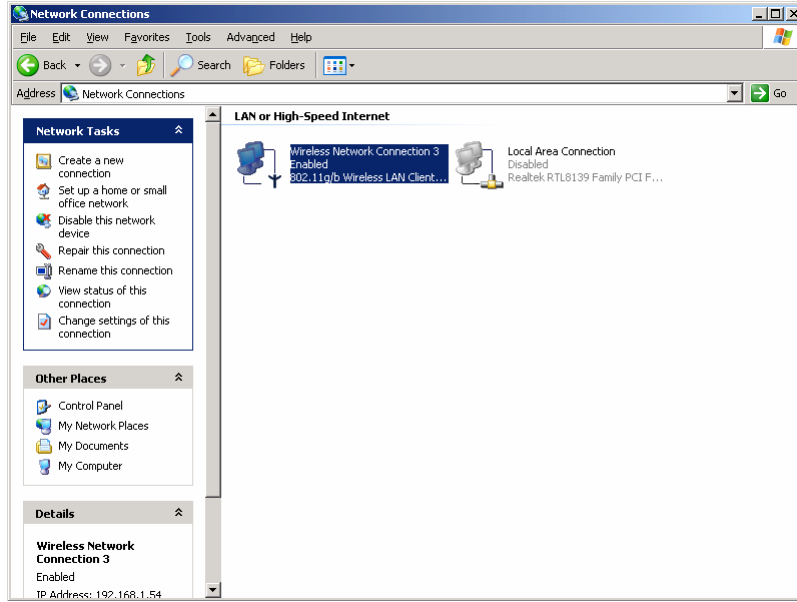 Network Connections
File Edit View Favorites Tools Advanced Help
Back Search Folders
Address Network Connections Go
Network Tasks
Create a new
connection
Set up a home or small
office network
Disable this network
device
Repair this connection
Rename this connection
View status of this
connection
Change settings of this
connection
Other Places
Control Panel
My Network Places
My Documents
My Computer
Details
Wireless Network
Connection 3
Enabled
IP Address: 192.168.1.54
LAN or High-Speed Internet
Wireless Network Connection 3
Enabled
802.11g/b Wireless LAN Client...
Local Area Connection
Disabled
Realtek RTL8139 Family PCI F...